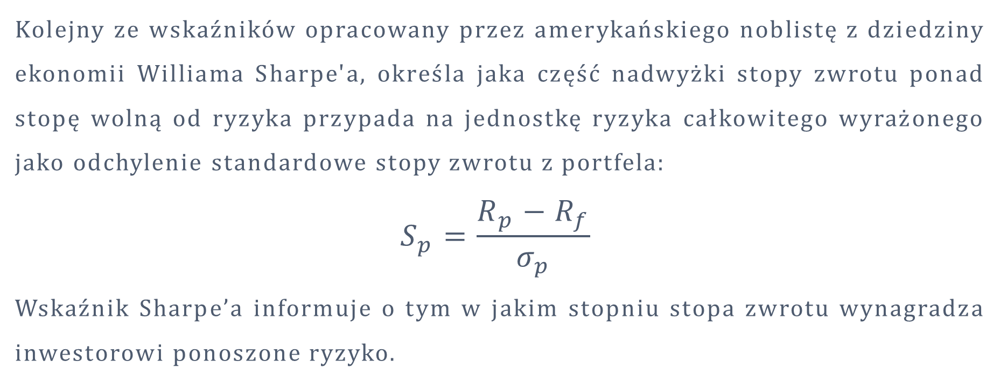 Kolejny ze wskaźników opracowany przez amerykańskiego noblistę z dziedziny
ekonomii Williama Sharpe'a, określa jaka część nadwyżki stopy zwrotu ponad
stopę wolną od ryzyka przypada na jednostkę ryzyka całkowitego wyrażonego
jako odchylenie standardowe stopy zwrotu z portfela:
S_p = (R_p − R_f) / σ_p
Wskaźnik Sharpe’a informuje o tym w jakim stopniu stopa zwrotu wynagradza
inwestorowi ponoszone ryzyko.